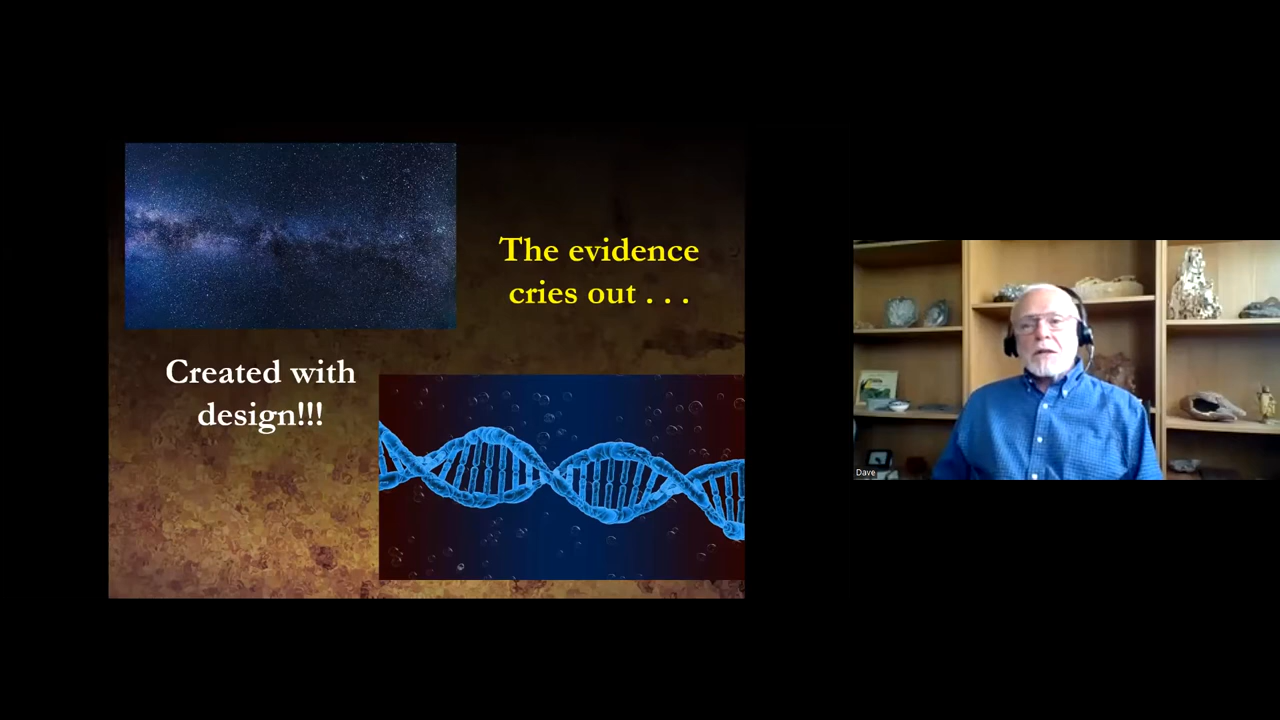 The evidence
cries out . . .
Created with
design!!!
Dave